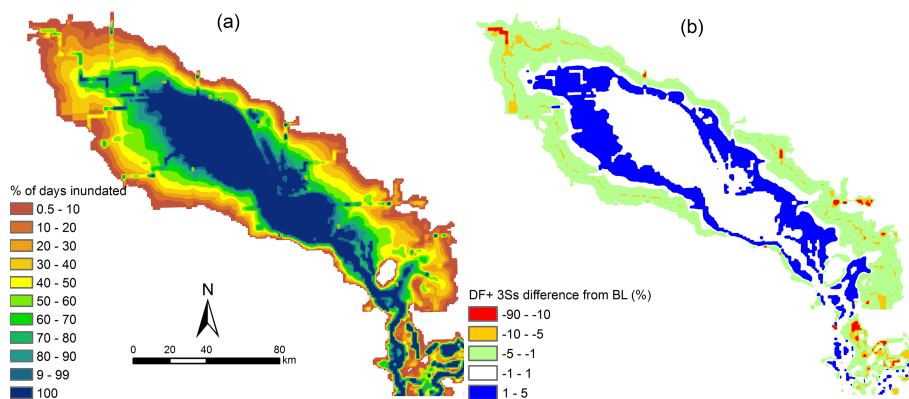 (a)
% of days inundated
0.5 - 10
10 - 20
20 - 30
30 - 40
40 - 50
50 - 60
60 - 70
70 - 80
80 - 90
9 - 99
100
N
0 20 40 80
km
(b)
DF+ 3Ss difference from BL (%)
-90 - -10
-10 - -5
-5 - -1
-1 - 1
1 - 5